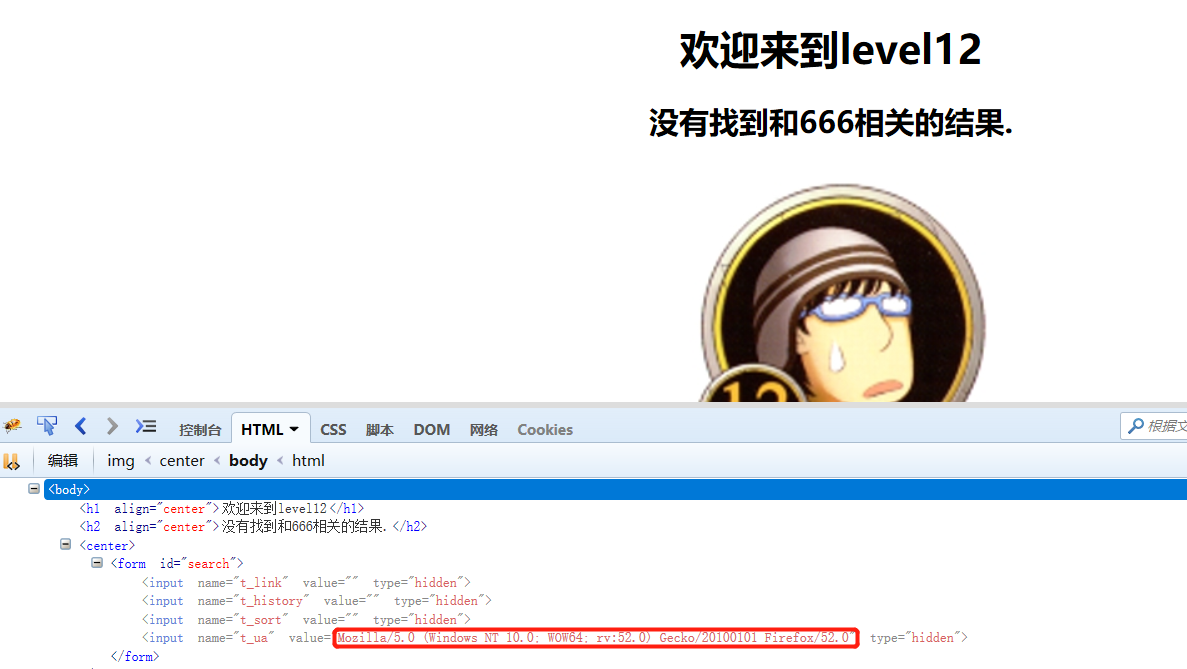 欢迎来到level12
没有找到和666相关的结果.
12
控制台 HTML CSS 脚本 DOM 网络 Cookies 根据文
编辑 img < center < body < html
<body>
<h1 align="center">欢迎来到level12</h1>
<h2 align="center">没有找到和666相关的结果.</h2>
<center>
<form id="search">
<input name="t_link" value="" type="hidden">
<input name="t_history" value="" type="hidden">
<input name="t_sort" value="" type="hidden">
<input name="t_ua" value="Mozilla/5.0 (Windows NT 10.0; WOW64; rv:52.0) Gecko/20100101 Firefox/52.0" type="hidden">
</form>